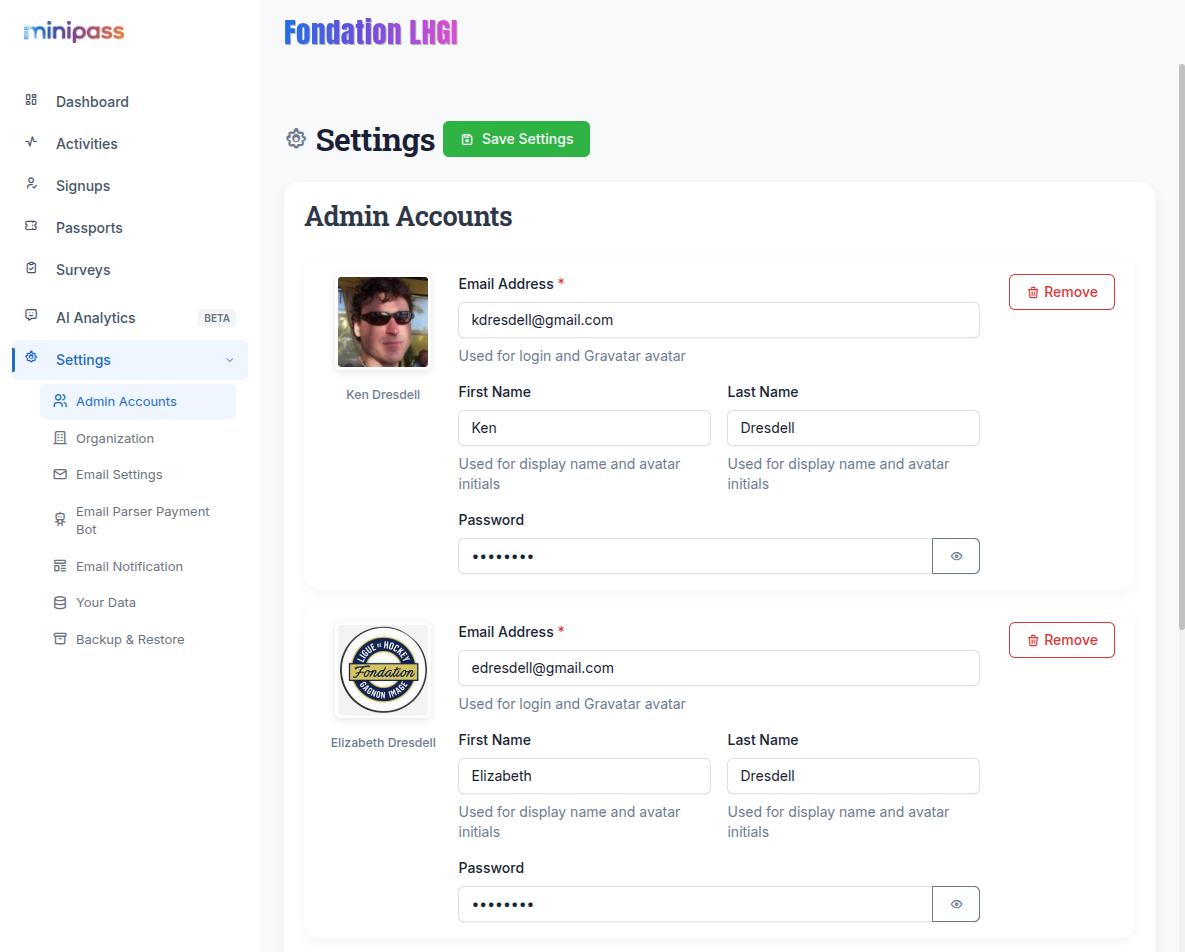 minipass
Fondation LHGI
Dashboard
Activities
Signups
Passports
Surveys
AI Analytics BETA
Settings
Admin Accounts
Organization
Email Settings
Email Parser Payment
Bot
Email Notification
Your Data
Backup & Restore
Settings
Save Settings
Admin Accounts
Email Address *
Remove
kdresdell@gmail.com
Used for login and Gravatar avatar
Ken Dresdell
First Name Last Name
Ken Dresdell
Used for display name and avatar Used for display name and avatar
initials initials
Password
••••••••
LIGUE DE HOCKEY
Fondation
GAGNON IMAGE
Elizabeth Dresdell
Email Address *
Remove
edresdell@gmail.com
Used for login and Gravatar avatar
First Name Last Name
Elizabeth Dresdell
Used for display name and avatar Used for display name and avatar
initials initials
Password
••••••••